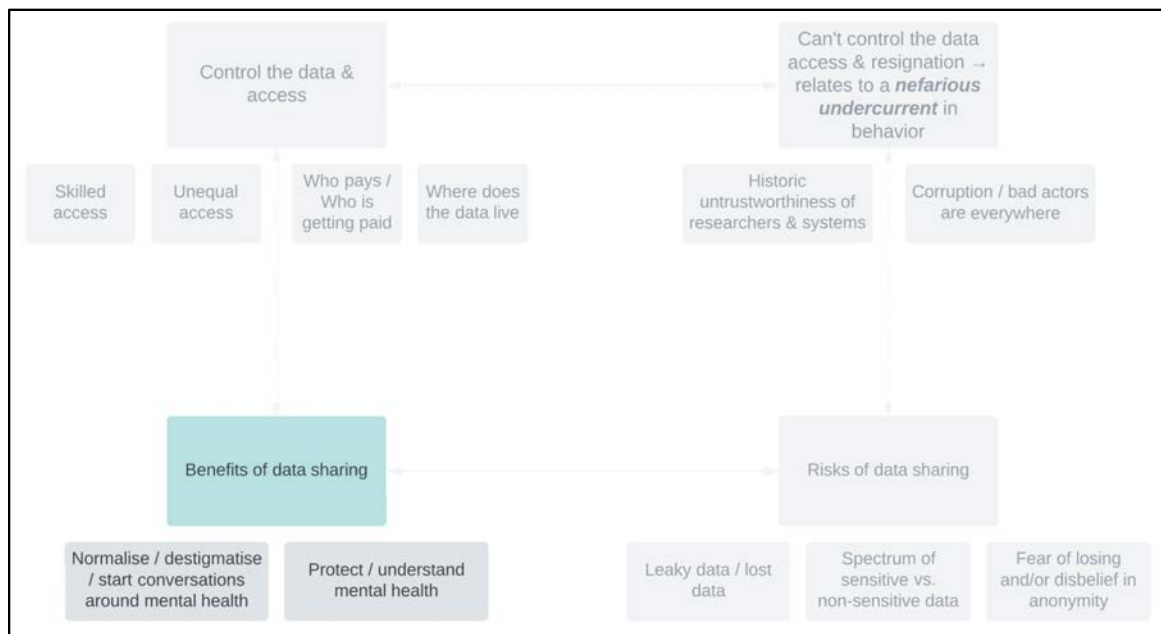 Control the data &
access
Can't control the data
access & resignation →
relates to a nefarious
undercurrent in
behavior
Skilled
access
Unequal
access
Who pays /
Who is
getting paid
Where does
the data live
Historic
untrustworthiness of
researchers & systems
Corruption / bad actors
are everywhere
Benefits of data sharing
Risks of data sharing
Normalise / destigmatise
/ start conversations
around mental health
Protect / understand
mental health
Leaky data / lost
data
Spectrum of
sensitive vs.
non-sensitive data
Fear of losing
and/or disbelief in
anonymity